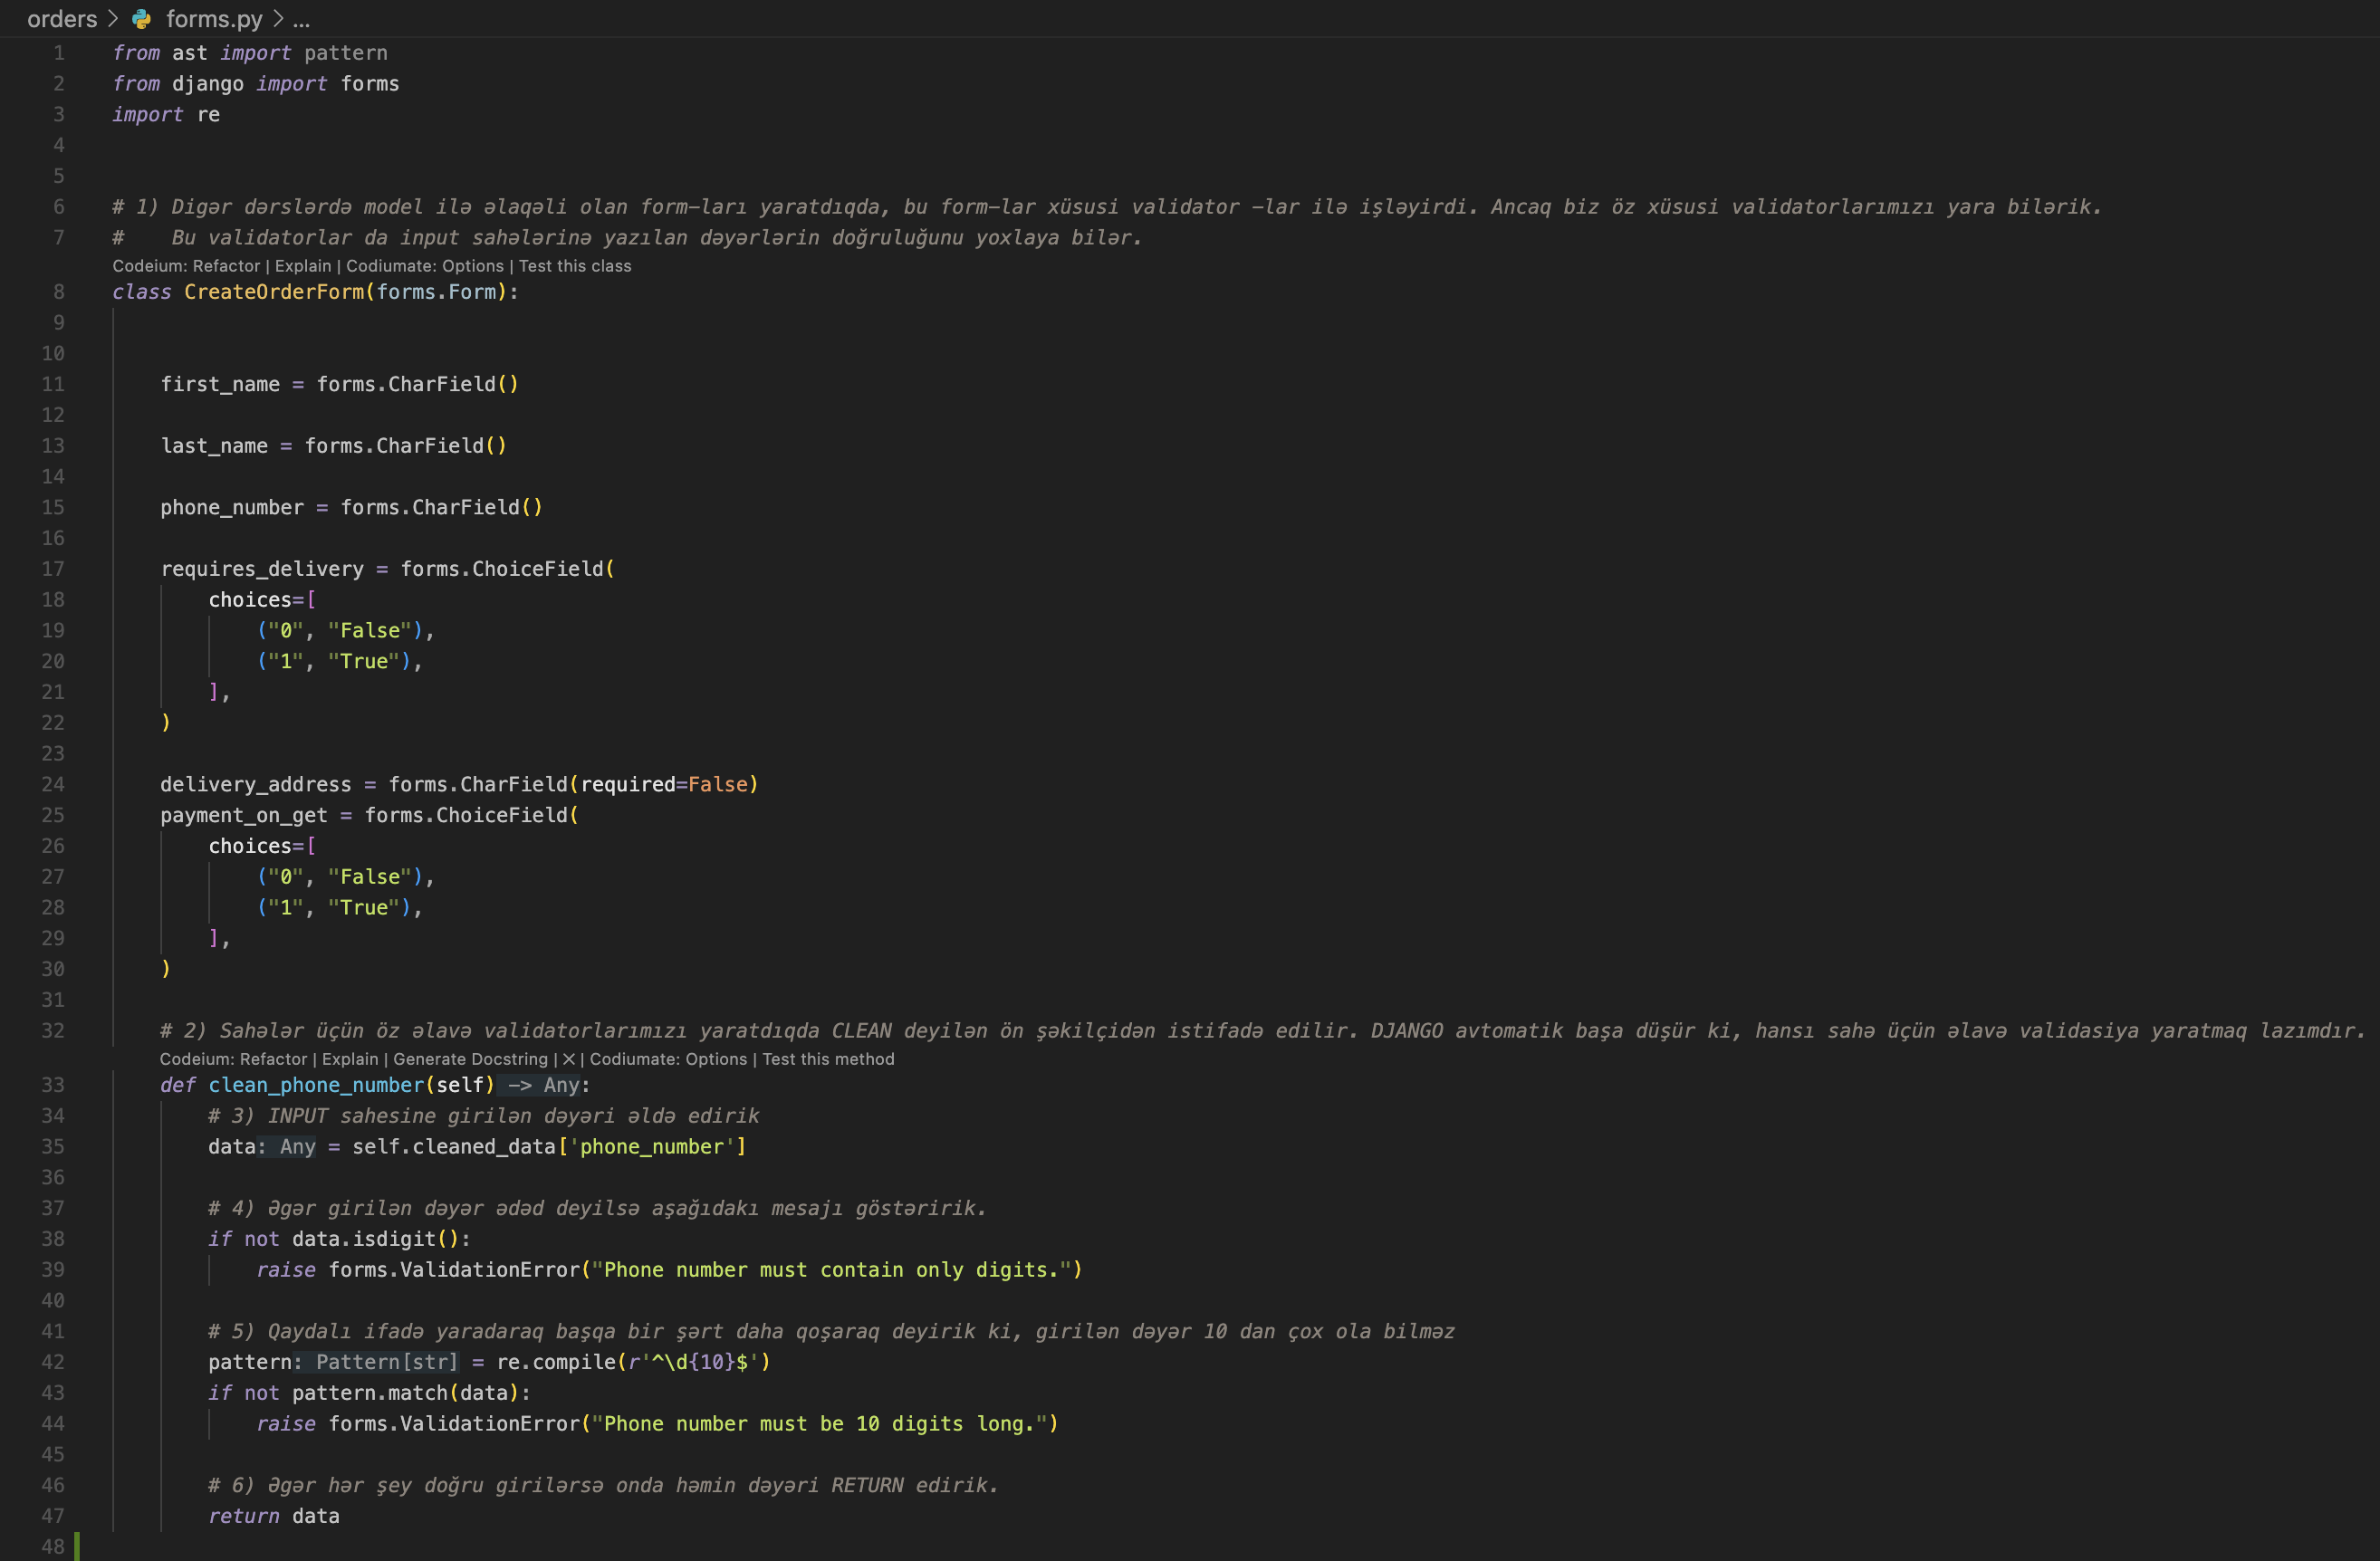 orders > forms.py > ...
1 from ast import pattern
2 from django import forms
3 import re
4
5
6 # 1) Digər dərslərdə model ilə əlaqəli olan form-ları yaratdıqda, bu form-lar xüsusi validator -lar ilə işləyirdi. Ancaq biz öz xüsusi validatorlarımızı yara bilərik.
7 #    Bu validatorlar da input sahələrinə yazılan dəyərlərin doğruluğunu yoxlaya bilər.
Codeium: Refactor | Explain | Codiumate: Options | Test this class
8 class CreateOrderForm(forms.Form):
9
10
11     first_name = forms.CharField()
12
13     last_name = forms.CharField()
14
15     phone_number = forms.CharField()
16
17     requires_delivery = forms.ChoiceField(
18         choices=[
19             ("0", "False"),
20             ("1", "True"),
21         ],
22     )
23
24     delivery_address = forms.CharField(required=False)
25     payment_on_get = forms.ChoiceField(
26         choices=[
27             ("0", "False"),
28             ("1", "True"),
29         ],
30     )
31
32     # 2) Sahələr üçün öz əlavə validatorlarımızı yaratdıqda CLEAN deyilən ön şəkilçidən istifadə edilir. DJANGO avtomatik başa düşür ki, hansı sahə üçün əlavə validasiya yaratmaq lazımdır.
Codeium: Refactor | Explain | Generate Docstring | × | Codiumate: Options | Test this method
33     def clean_phone_number(self) -> Any:
34         # 3) INPUT sahesine girilən dəyəri əldə edirik
35         data: Any = self.cleaned_data['phone_number']
36
37         # 4) Əgər girilən dəyər ədəd deyilsə aşağıdakı mesajı göstəririk.
38         if not data.isdigit():
39             raise forms.ValidationError("Phone number must contain only digits.")
40
41         # 5) Qaydalı ifadə yaradaraq başqa bir şərt daha qoşaraq deyirik ki, girilən dəyər 10 dan çox ola bilməz
42         pattern: Pattern[str] = re.compile(r'^\d{10}$')
43         if not pattern.match(data):
44             raise forms.ValidationError("Phone number must be 10 digits long.")
45
46         # 6) Əgər hər şey doğru girilərsə onda həmin dəyəri RETURN edirik.
47         return data
48